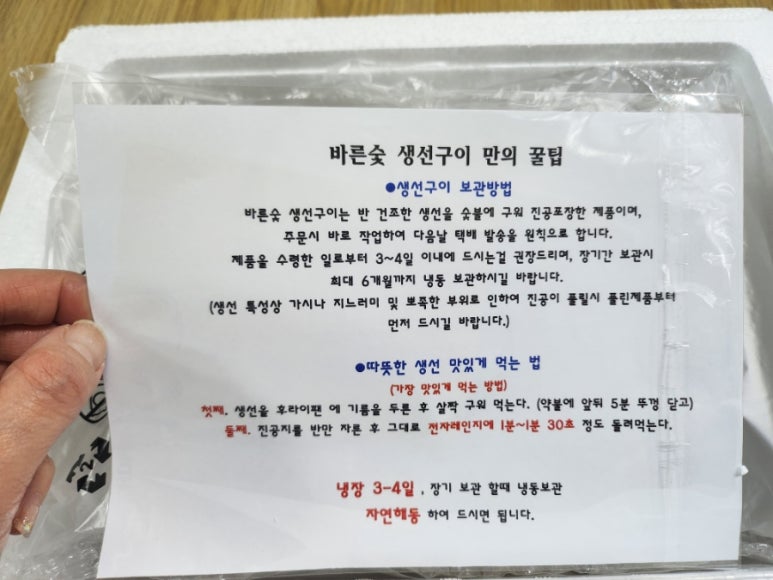 바른숯 생선구이 만의 꿀팁
●생선구이 보관방법
바른숯 생선구이는 반 건조한 생선을 숯불에 구워 진공포장한 제품이며,
주문시 바로 작업하여 다음날 택배 발송을 원칙으로 합니다.
제품을 수령한 일로부터 3~4일 이내에 드시는걸 권장드리며, 장기간 보관시
최대 6개월까지 냉동 보관하시길 바랍니다.
(생선 특성상 가시나 지느러미 및 뾰족한 부위로 인하여 진공이 풀릴시 풀린제품부터
먼저 드시길 바랍니다.)
●따뜻한 생선 맛있게 먹는 법
(가장 맛있게 먹는 방법)
첫째. 생선을 후라이팬 에 기름을 두른 후 살짝 구워 먹는다. (약불에 앞뒤 5분 뚜껑 닫고)
둘째. 진공지를 반만 자른 후 그대로 전자레인지에 1분~1분 30초 정도 돌려먹는다.
냉장 3-4일 , 장기 보관 할때 냉동보관
자연해동 하여 드시면 됩니다.